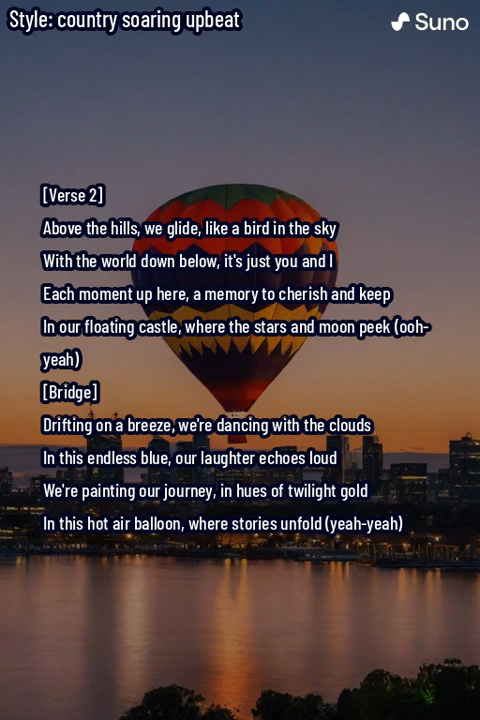 Style: country soaring upbeat
Suno
[Verse 2]
Above the hills, we glide, like a bird in the sky
With the world down below, it's just you and I
Each moment up here, a memory to cherish and keep
In our floating castle, where the stars and moon peek (ooh-
yeah)
[Bridge]
Drifting on a breeze, we're dancing with the clouds
In this endless blue, our laughter echoes loud
We're painting our journey, in hues of twilight gold
In this hot air balloon, where stories unfold (yeah-yeah)